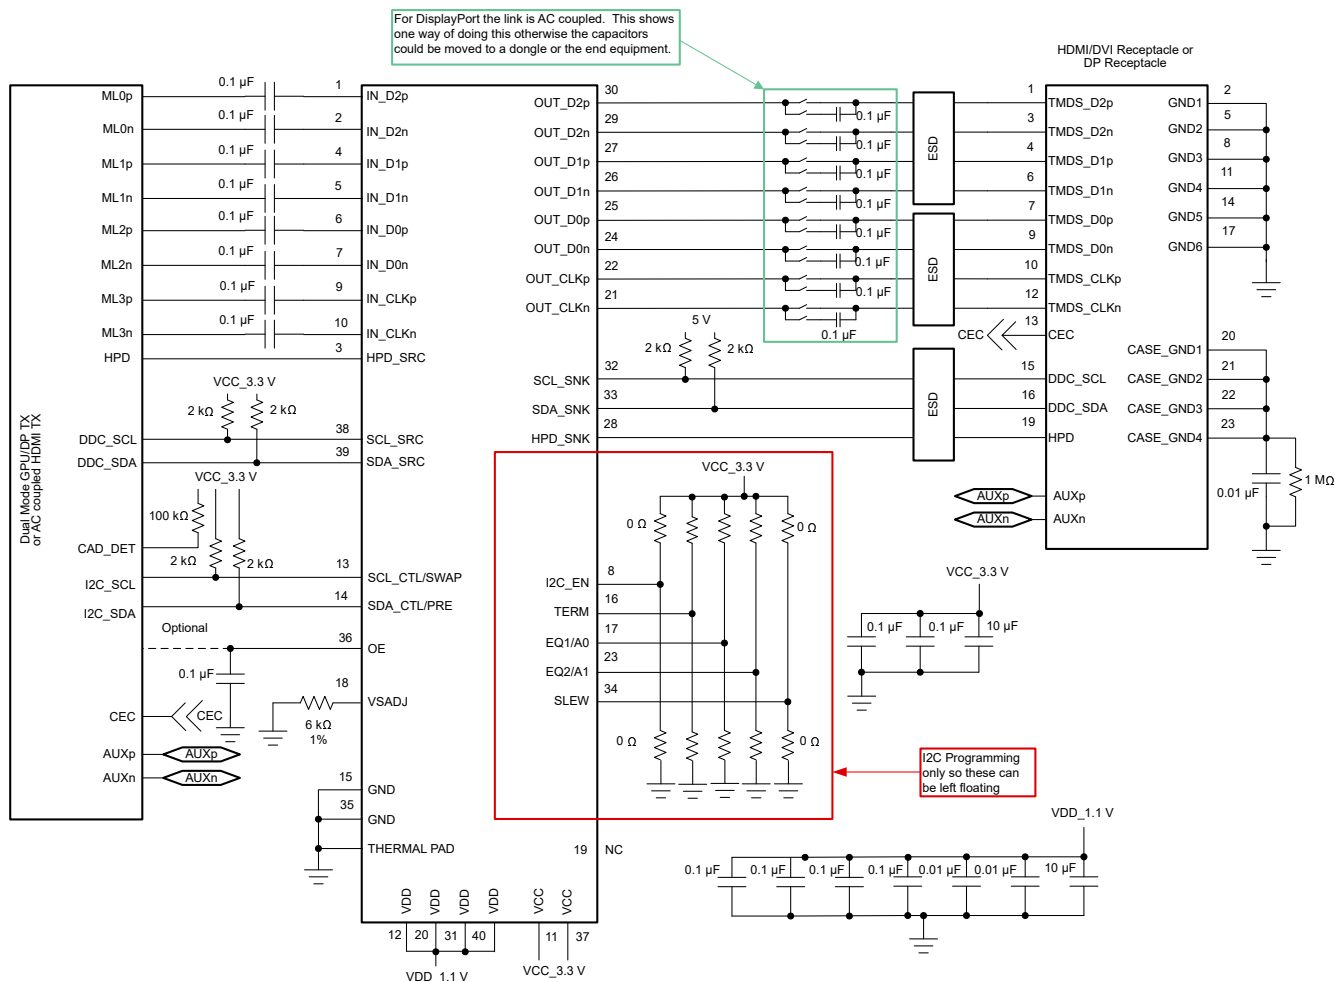 For DisplayPort the link is AC coupled. This shows
one way of doing this otherwise the capacitors
could be moved to a dongle or the end equipment.
HDMI/DVI Receptacle or
DP Receptacle
Dual Mode GPU/DP TX
or AC coupled HDMI TX
ML0p
ML0n
ML1p
ML1n
ML2p
ML2n
ML3p
ML3n
HPD
DDC_SCL
DDC_SDA
CAD_DET
I2C_SCL
I2C_SDA
CEC
AUXp
AUXn
0.1 µF
0.1 µF
0.1 µF
0.1 µF
0.1 µF
0.1 µF
0.1 µF
0.1 µF
VCC_3.3 V
2 kΩ
2 kΩ
VCC_3.3 V
100 kΩ
2 kΩ
2 kΩ
Optional
0.1 µF
CEC
AUXp
AUXn
6 kΩ
1%
1
IN_D2p
2
IN_D2n
4
IN_D1p
5
IN_D1n
6
IN_D0p
7
IN_D0n
9
IN_CLKp
10
IN_CLKn
3
HPD_SRC
38
SCL_SRC
39
SDA_SRC
13
SCL_CTL/SWAP
14
SDA_CTL/PRE
36
OE
18
VSADJ
15
GND
35
GND
THERMAL PAD
VDD
VDD
VDD
VDD
VCC
VCC
12
20
31
40
11
37
VDD_1.1 V
VCC_3.3 V
30
OUT_D2p
29
OUT_D2n
27
OUT_D1p
26
OUT_D1n
25
OUT_D0p
24
OUT_D0n
22
OUT_CLKp
21
OUT_CLKn
32
SCL_SNK
33
SDA_SNK
28
HPD_SNK
8
I2C_EN
16
TERM
17
EQ1/A0
23
EQ2/A1
34
SLEW
19
NC
0.1 µF
0.1 µF
0.1 µF
0.1 µF
0.1 µF
0.1 µF
0.1 µF
0.1 µF
5 V
2 kΩ
2 kΩ
ESD
ESD
ESD
VCC_3.3 V
0 Ω
0 Ω
0 Ω
0 Ω
I2C Programming
only so these can
be left floating
1
TMDS_D2p
3
TMDS_D2n
4
TMDS_D1p
6
TMDS_D1n
7
TMDS_D0p
9
TMDS_D0n
10
TMDS_CLKp
12
TMDS_CLKn
13
CEC
CEC
15
DDC_SCL
16
DDC_SDA
19
HPD
AUXp
AUXp
AUXn
AUXn
2
GND1
5
GND2
8
GND3
11
GND4
14
GND5
17
GND6
20
CASE_GND1
21
CASE_GND2
22
CASE_GND3
23
CASE_GND4
0.01 µF
1 MΩ
VCC_3.3 V
0.1 µF
0.1 µF
10 µF
VDD_1.1 V
0.1 µF
0.1 µF
0.1 µF
0.1 µF
0.01 µF
0.01 µF
10 µF